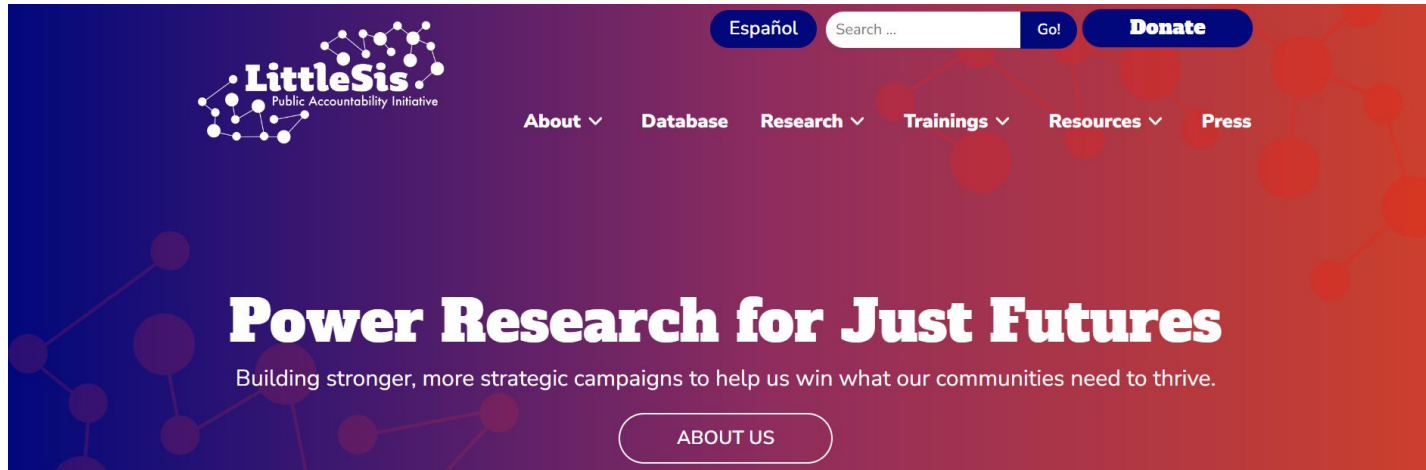 Español
Search ...
Go!
Donate
LittleSis
Public Accountability Initiative
About
Database
Research
Trainings
Resources
Press
Power Research for Just Futures
Building stronger, more strategic campaigns to help us win what our communities need to thrive.
ABOUT US